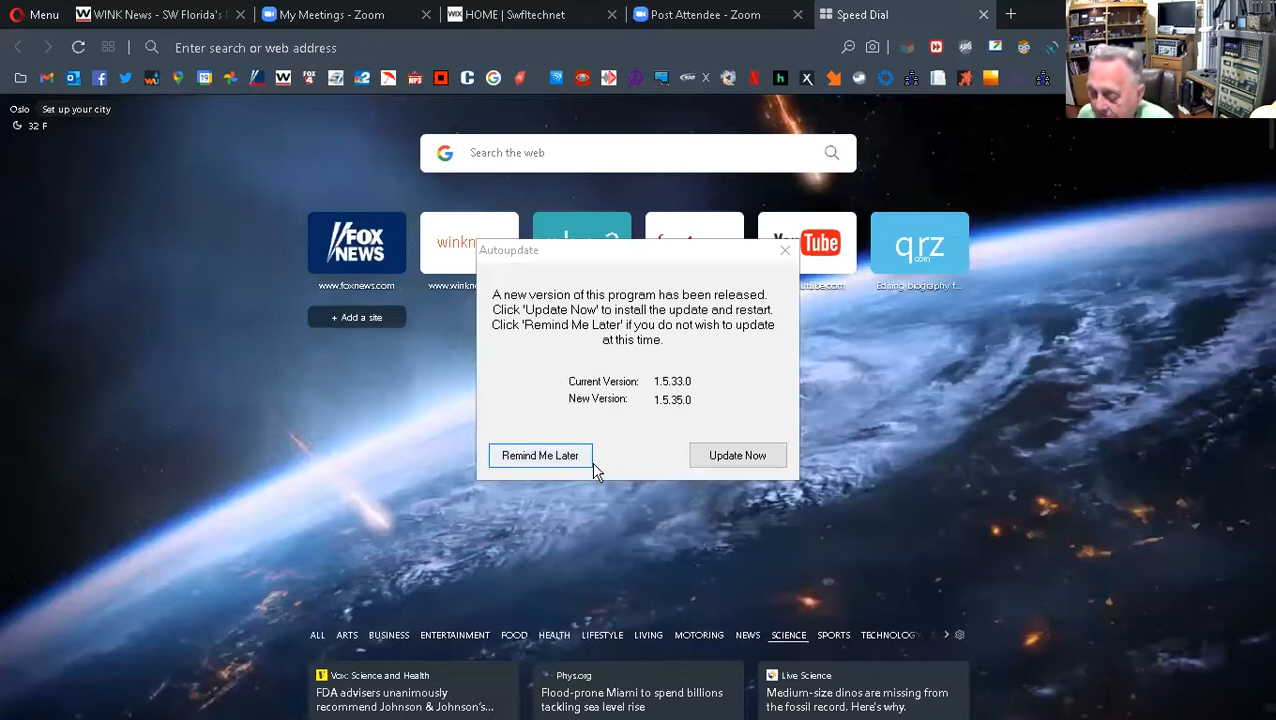 Menu
WINK News - SW Florida's
My Meetings - Zoom
WIX HOME | Swfltechnet
Post Attendee - Zoom
Speed Dial
Enter search or web address
Oslo Set up your city
32 F
Search the web
FOX NEWS
www.foxnews.com
Editing biography f...
qrz.com
+ Add a site
Autoupdate
A new version of this program has been released.
Click 'Update Now' to install the update and restart.
Click 'Remind Me Later' if you do not wish to update
at this time.
Current Version: 1.5.33.0
New Version: 1.5.35.0
Remind Me Later
Update Now
ALL ARTS BUSINESS ENTERTAINMENT FOOD HEALTH LIFESTYLE LIVING MOTORING NEWS SCIENCE SPORTS TECHNOLOG
Vox: Science and Health
FDA advisers unanimously
recommend Johnson & Johnson's...
Phys.org
Flood-prone Miami to spend billions
tackling sea level rise
Live Science
Medium-size dinos are missing from
the fossil record. Here's why.